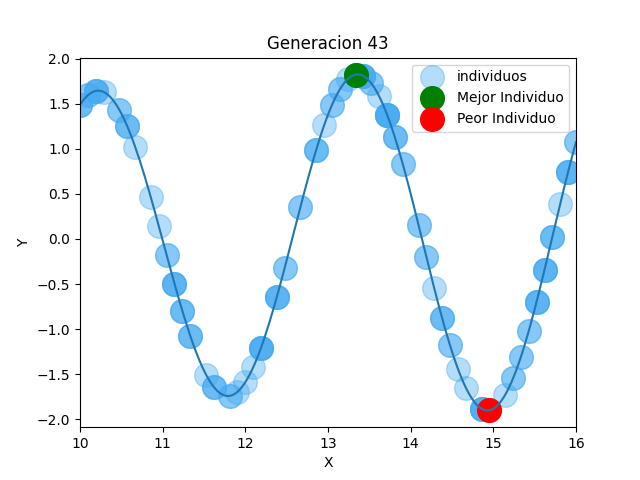 Generacion 43
individuos
Mejor Individuo
Peor Individuo
2.0
1.5
1.0
0.5
0.0
−0.5
−1.0
−1.5
−2.0
Y
10 11 12 13 14 15 16
X